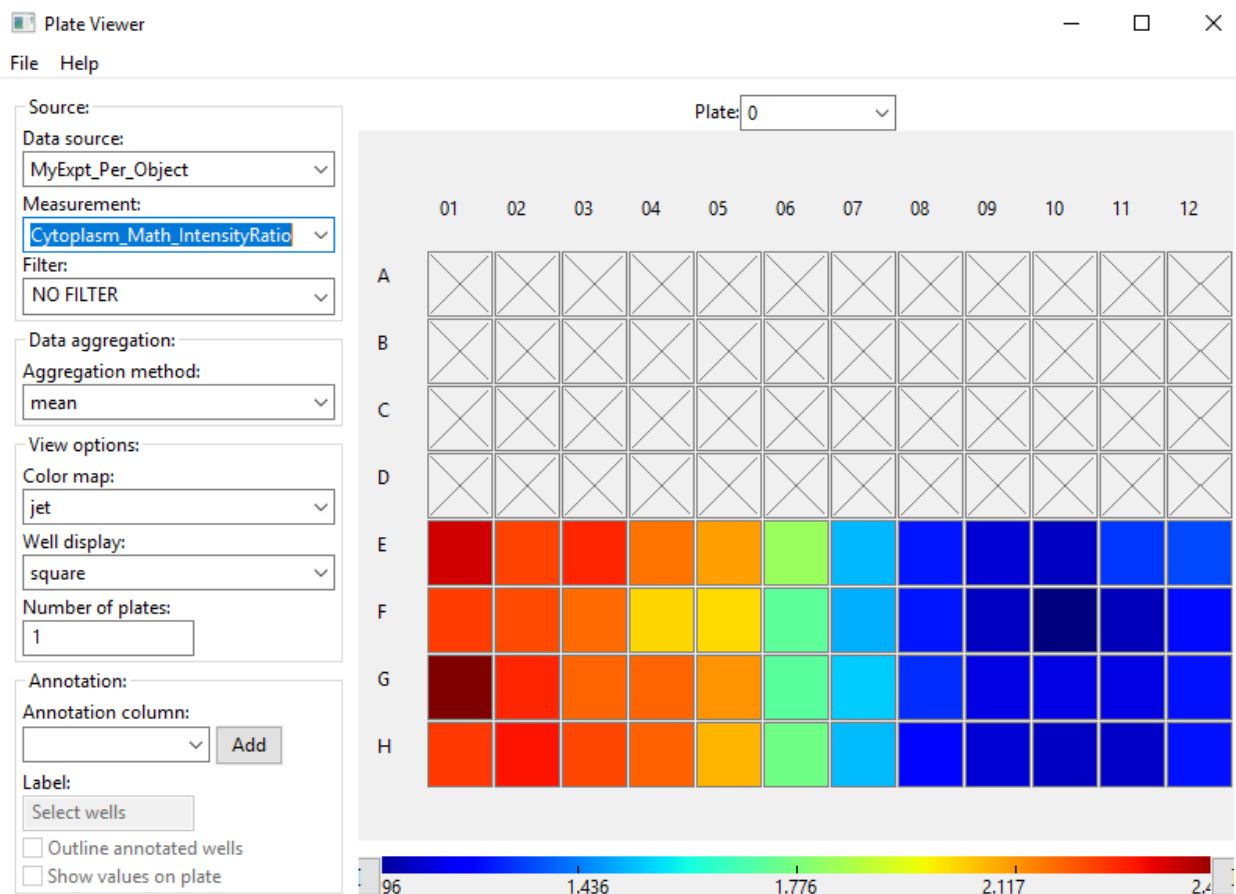 Plate Viewer
File Help
Source:
Data source:
MyExpt_Per_Object
Measurement:
Cytoplasm_Math_IntensityRatio
Filter:
NO FILTER
Data aggregation:
Aggregation method:
mean
View options:
Color map:
jet
Well display:
square
Number of plates:
1
Annotation:
Annotation column:
Add
Label:
Select wells
Outline annotated wells
Show values on plate
Plate: 0
01 02 03 04 05 06 07 08 09 10 11 12
A
B
C
D
E
F
G
H
96 1.436 1.776 2.117 2.4